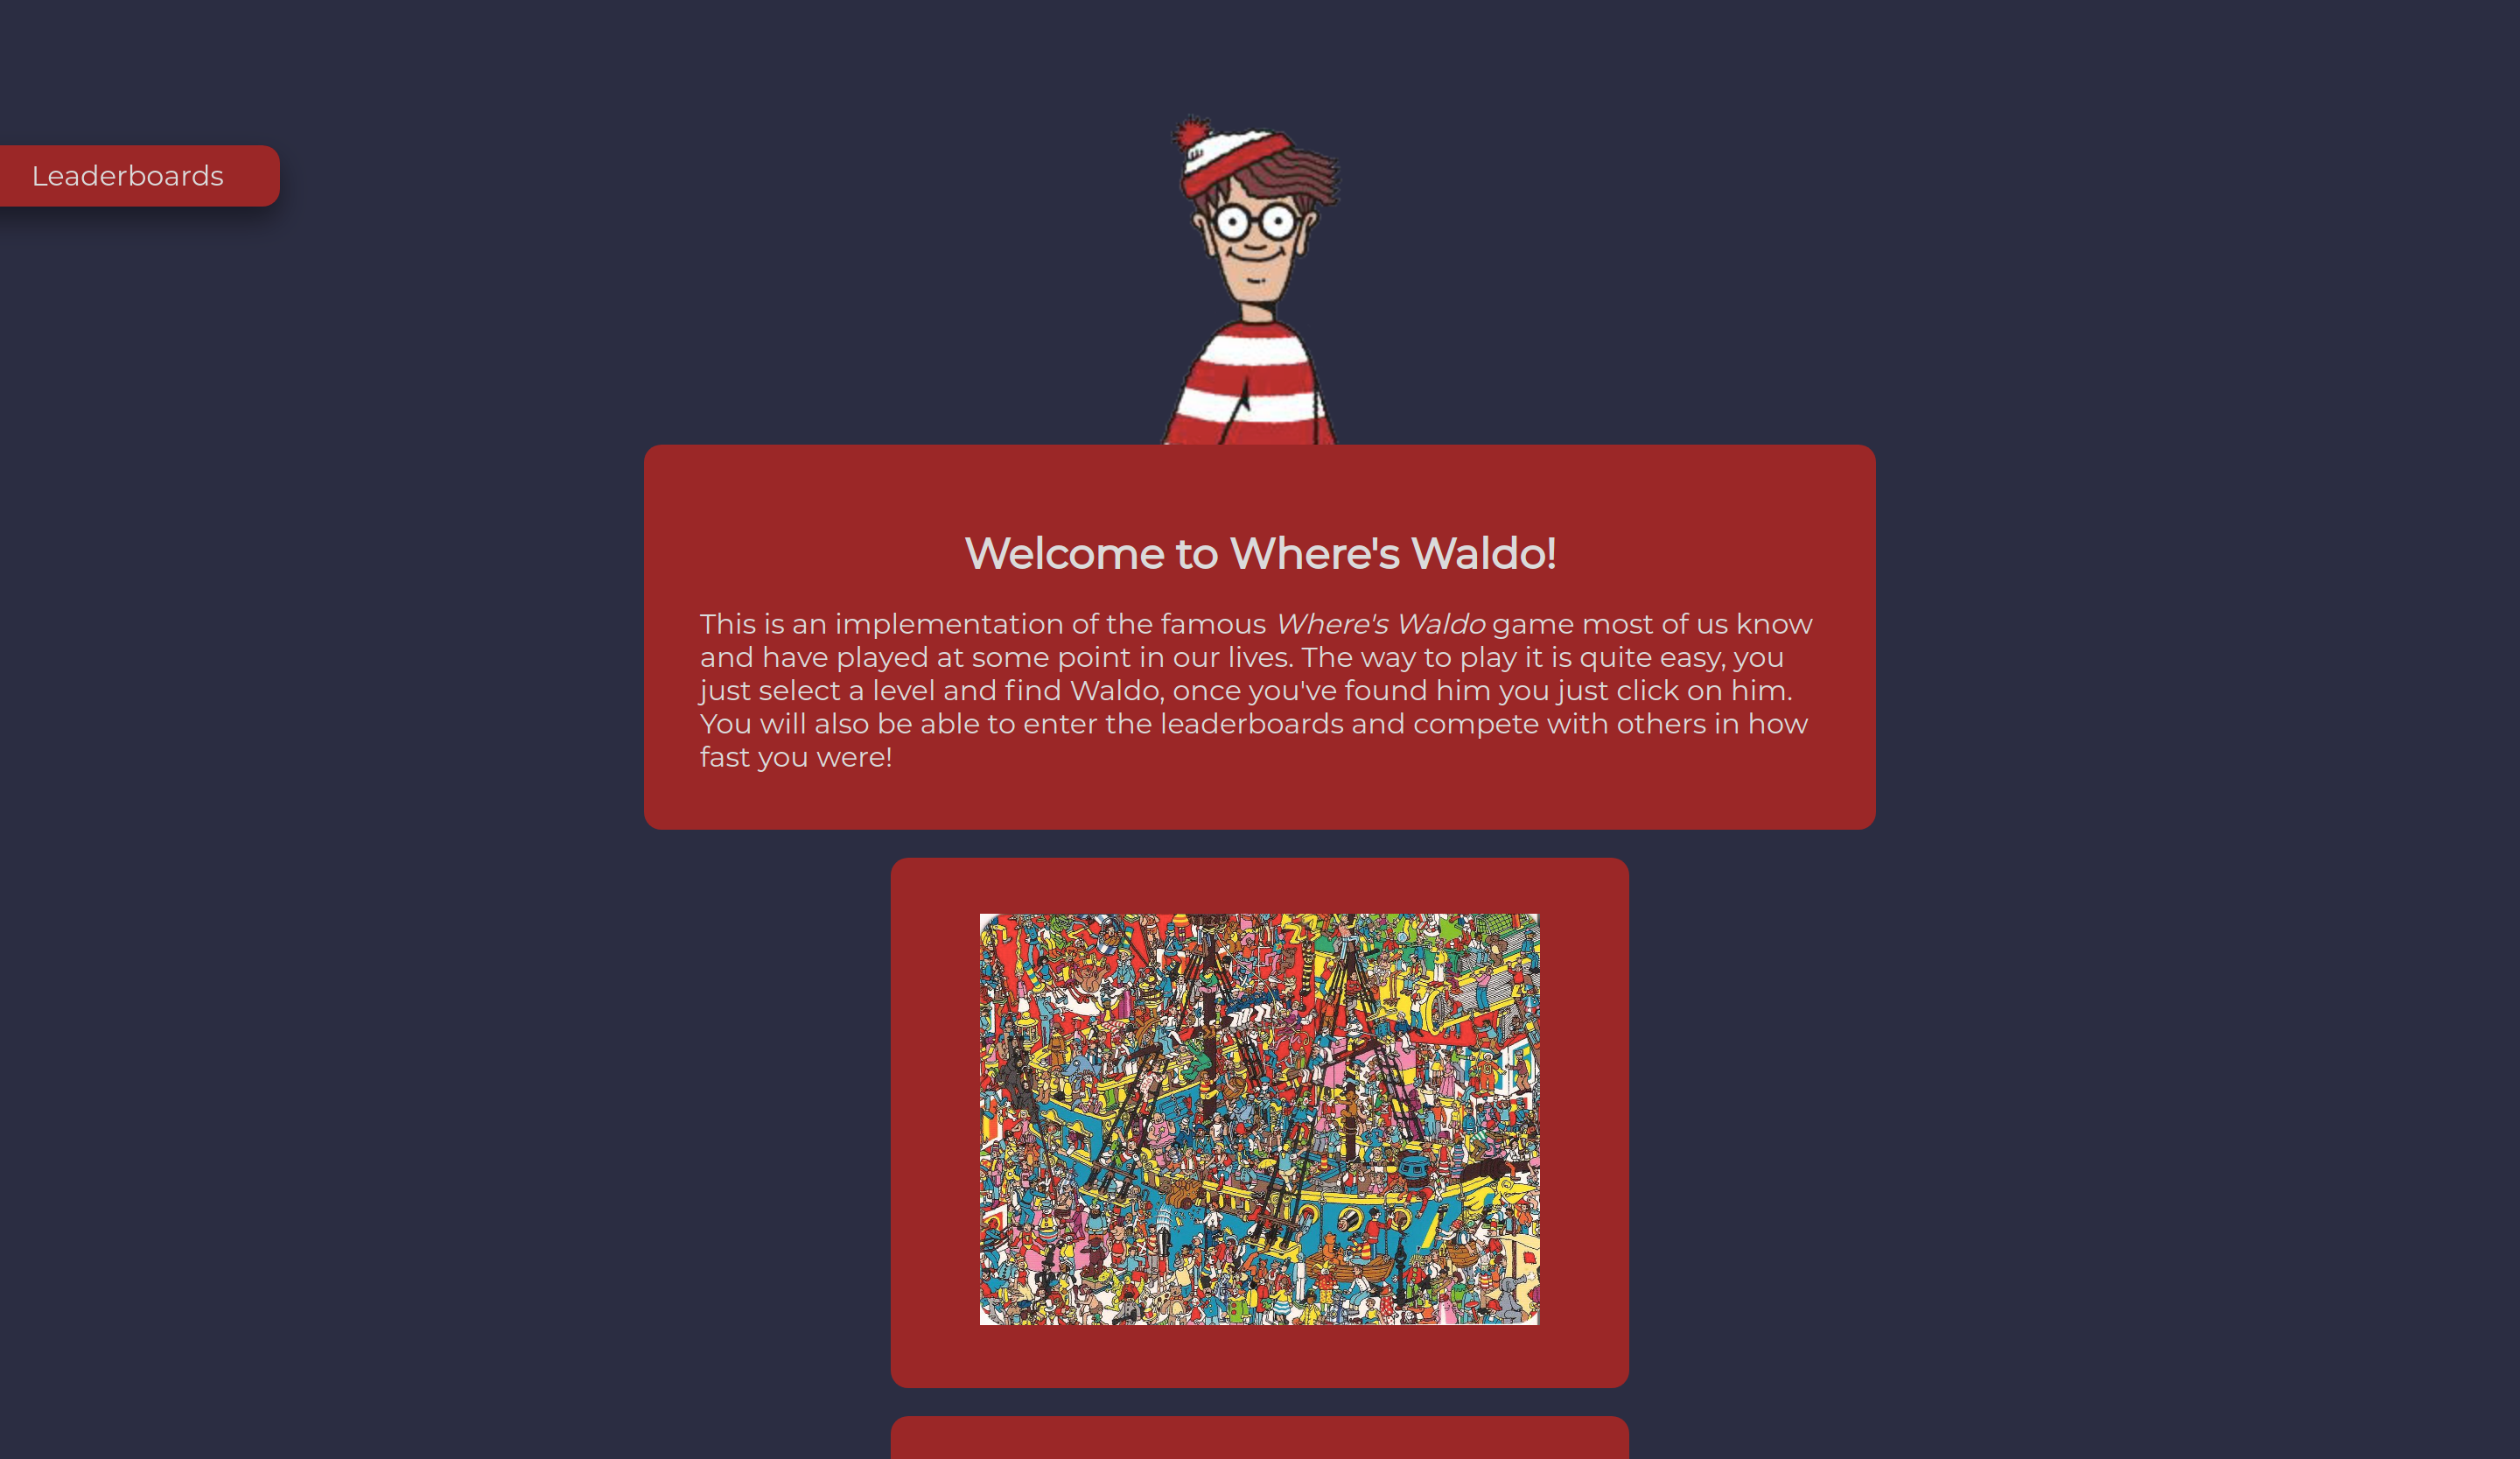 Leaderboards
Welcome to Where's Waldo!
This is an implementation of the famous Where's Waldo game most of us know
and have played at some point in our lives. The way to play it is quite easy, you
just select a level and find Waldo, once you've found him you just click on him.
You will also be able to enter the leaderboards and compete with others in how
fast you were!